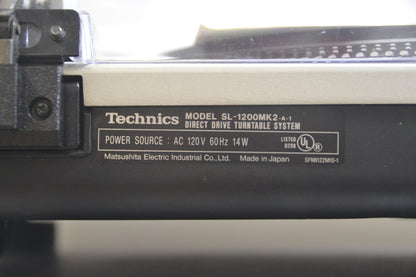 Technics MODEL SL-1200MK2-A-1
DIRECT DRIVE TURNTABLE SYSTEM
POWER SOURCE : AC 120V 60Hz 14W
LISTED
UL
Matsushita Electric Industrial Co., Ltd. Made in Japan